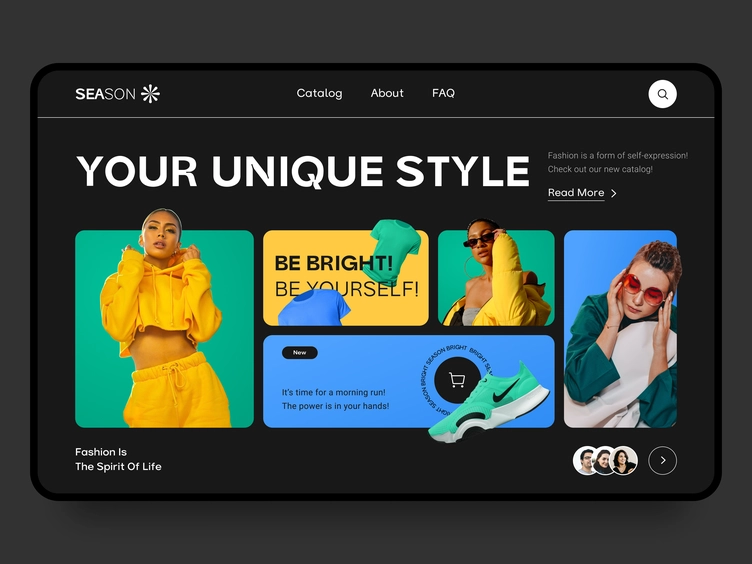 SEASON
Catalog
About
FAQ
YOUR UNIQUE STYLE
Fashion is a form of self-expression!
Check out our new catalog!
Read More
BE BRIGHT!
BE YOURSELF!
New
It's time for a morning run!
The power is in your hands!
BRIGHT SEASON BRIGHT BRIGHT
Fashion Is
The Spirit Of Life